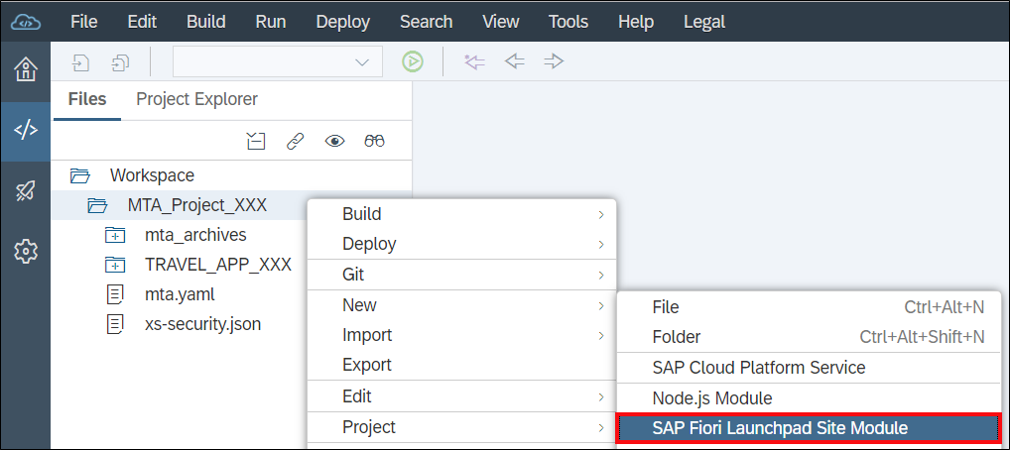 File Edit Build Run Deploy Search View Tools Help Legal
Files Project Explorer
Workspace
MTA_Project_XXX
mta_archives
TRAVEL_APP_XXX
mta.yaml
xs-security.json
Build
Deploy
Git
New
Import
Export
Edit
Project
File Ctrl+Alt+N
Folder Ctrl+Alt+Shift+N
SAP Cloud Platform Service
Node.js Module
SAP Fiori Launchpad Site Module